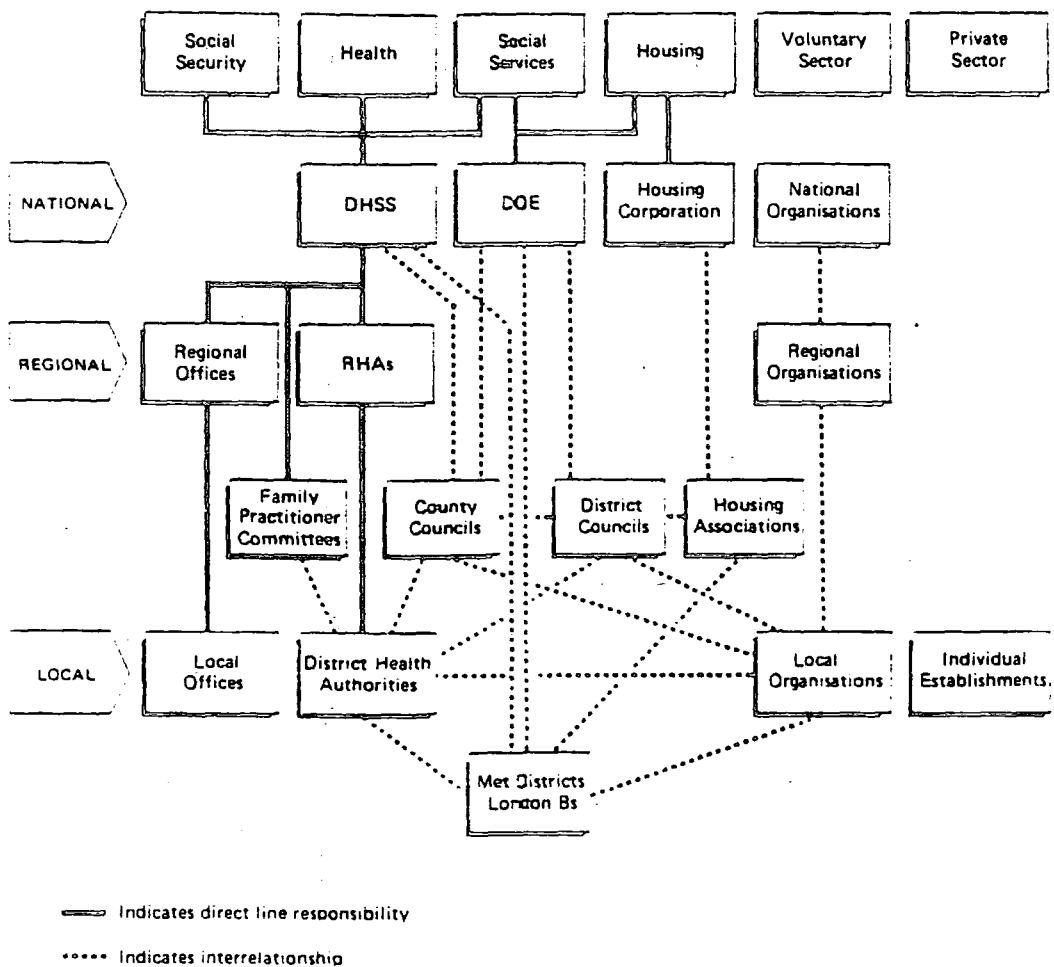 Social
Security
Health
Social
Services
Housing
Voluntary
Sector
Private
Sector
NATIONAL
DHSS
DOE
Housing
Corporation
National
Organisations
REGIONAL
Regional
Offices
RHAs
Regional
Organisations
Family
Practitioner
Committees
County
Councils
District
Councils
Housing
Associations
LOCAL
Local
Offices
District Health
Authorities
Local
Organisations
Individual
Establishments
Met Districts
London Bs
Indicates direct line responsibility
Indicates interrelationship